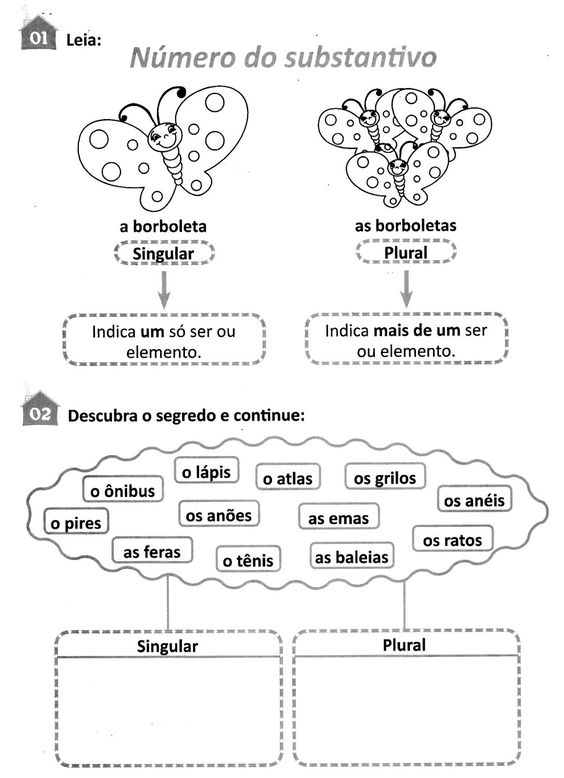 01 Leia:
Número do substantivo
a borboleta
Singular
as borboletas
Plural
Indica um só ser ou
elemento.
Indica mais de um ser
ou elemento.
02 Descubra o segredo e continue:
o ônibus
o lápis
o atlas
os grilos
os anéis
o pires
os anões
as emas
os ratos
as feras
o tênis
as baleias
Singular
Plural